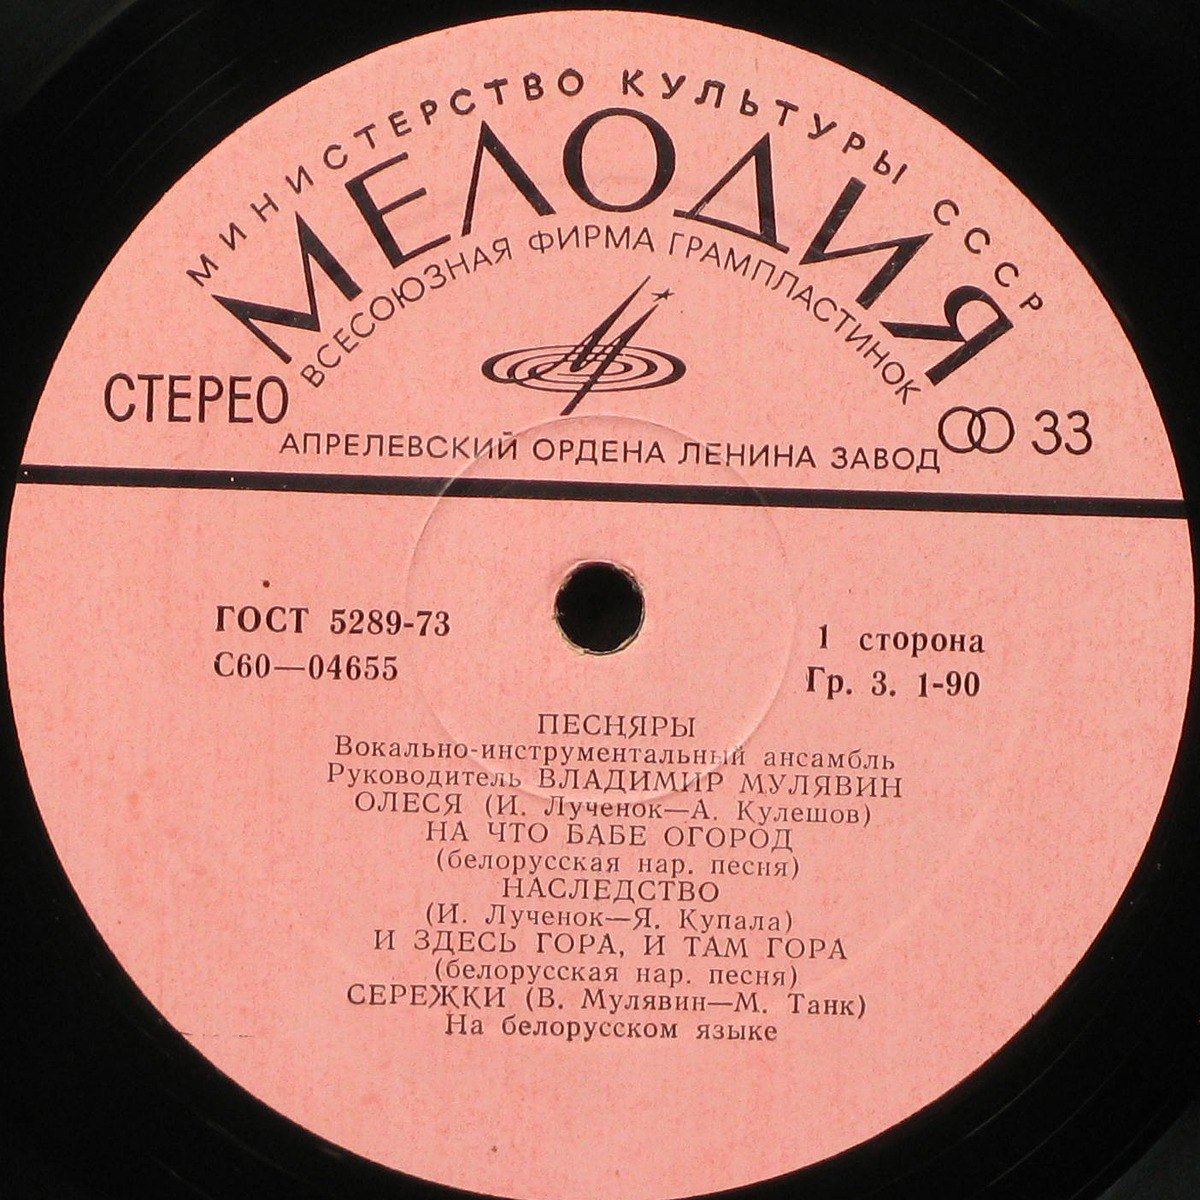 МИНИСТЕРСТВО КУЛЬТУРЫ СССР
МЕЛОДИЯ
ВСЕСОЮЗНАЯ ФИРМА ГРАМПЛАСТИНОК
СТЕРЕО
33
АПРЕЛЕВСКИЙ ОРДЕНА ЛЕНИНА ЗАВОД
ГОСТ 5289-73
С60—04655
1 сторона
Гр. 3. 1-90
ПЕСНЯРЫ
Вокально-инструментальный ансамбль
Руководитель ВЛАДИМИР МУЛЯВИН
ОЛЕСЯ (И. Лученок—А. Кулешов)
НА ЧТО БАБЕ ОГОРОД
(белорусская нар. песня)
НАСЛЕДСТВО
(И. Лученок—Я. Купала)
И ЗДЕСЬ ГОРА, И ТАМ ГОРА
(белорусская нар. песня)
СЕРЕЖКИ (В. Мулявин—М. Танк)
На белорусском языке